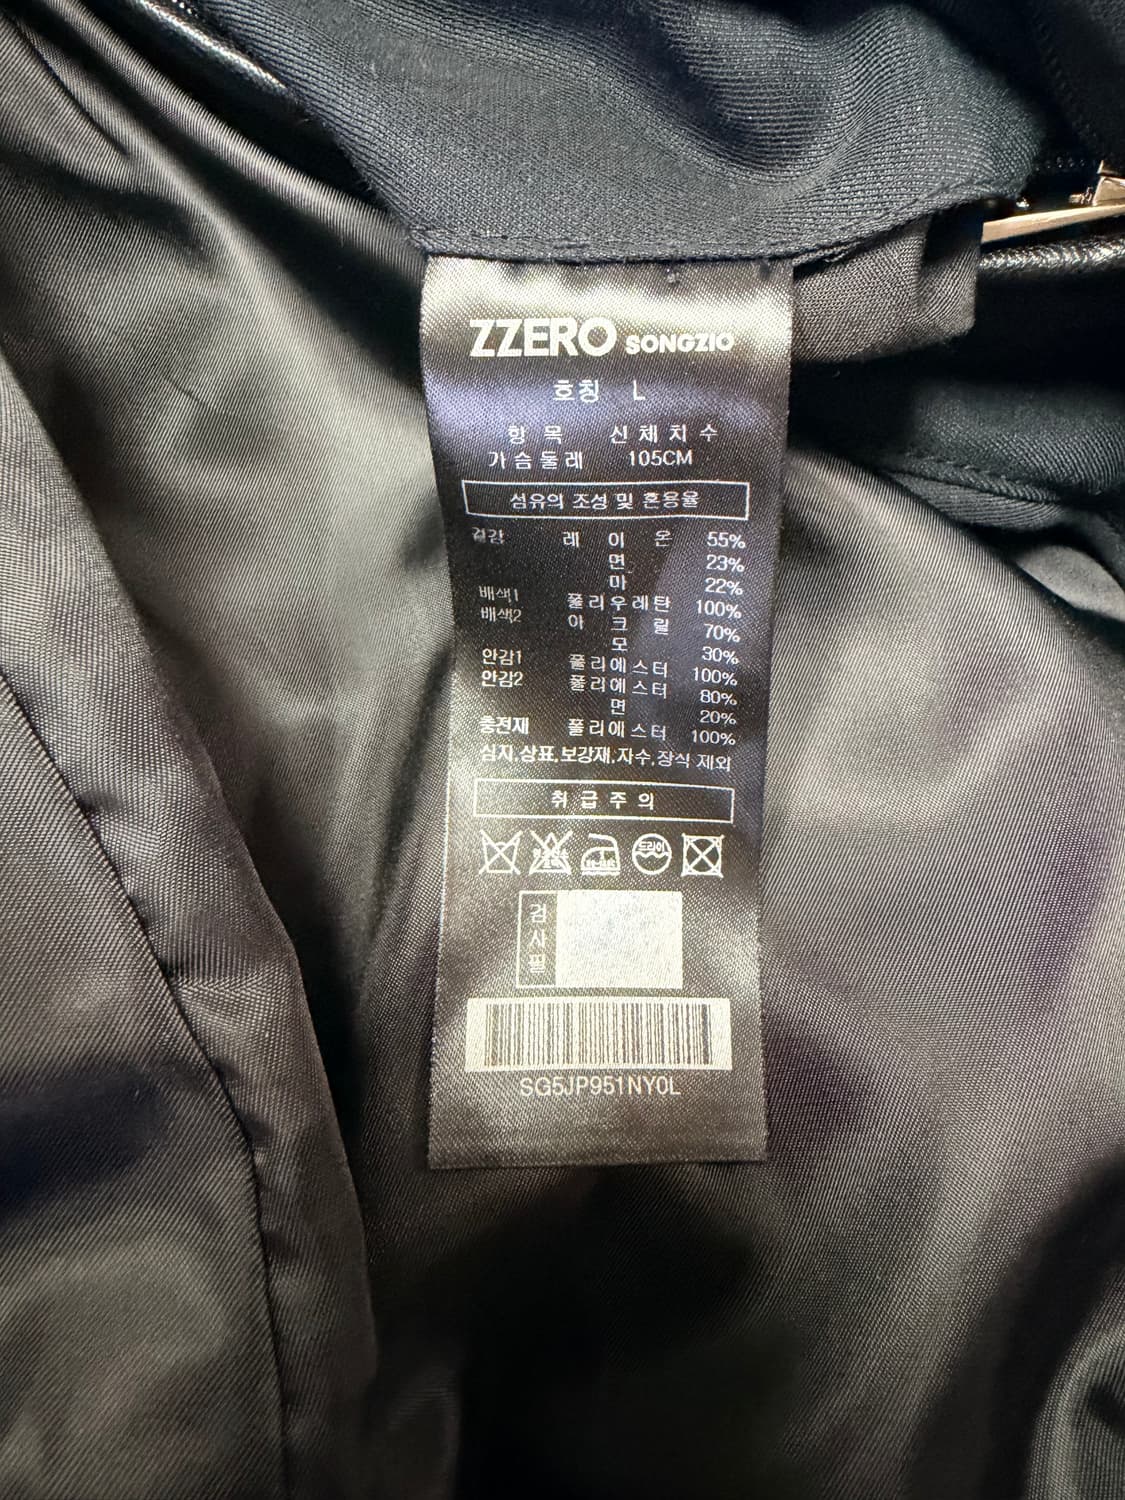 ZZERO SONGZIO
호칭 L
항목 신체치수
가슴둘레 105CM
섬유의 조성 및 혼용율
겉감 레이온 55%
면 23%
마 22%
배색1 폴리우레탄 100%
배색2 아크릴 70%
모 30%
안감1 폴리에스터 100%
안감2 폴리에스터 80%
면 20%
충전재 폴리에스터 100%
심지,상표,보강재,자수,장식 제외
취급주의
드라이
검사필
SG5JP951NY0L